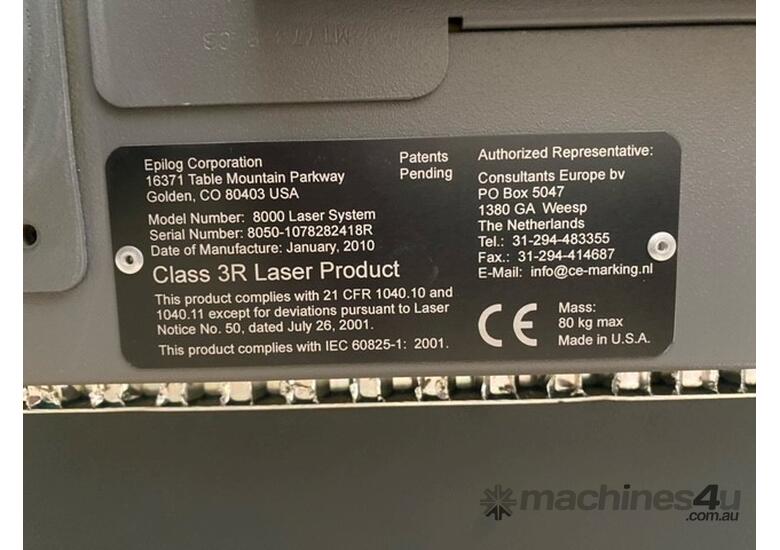 Epilog Corporation
16371 Table Mountain Parkway
Golden, CO 80403 USA
Patents
Pending
Model Number: 8000 Laser System
Serial Number: 8050-1078282418R
Date of Manufacture: January, 2010
Class 3R Laser Product
This product complies with 21 CFR 1040.10 and
1040.11 except for deviations pursuant to Laser
Notice No. 50, dated July 26, 2001.
This product complies with IEC 60825-1: 2001.
Authorized Representative:
Consultants Europe bv
PO Box 5047
1380 GA Weesp
The Netherlands
Tel.: 31-294-483355
Fax.: 31-294-414687
E-Mail: info@ce-marking.nl
CE
Mass:
80 kg max
Made in U.S.A.
machines4u
.com.au